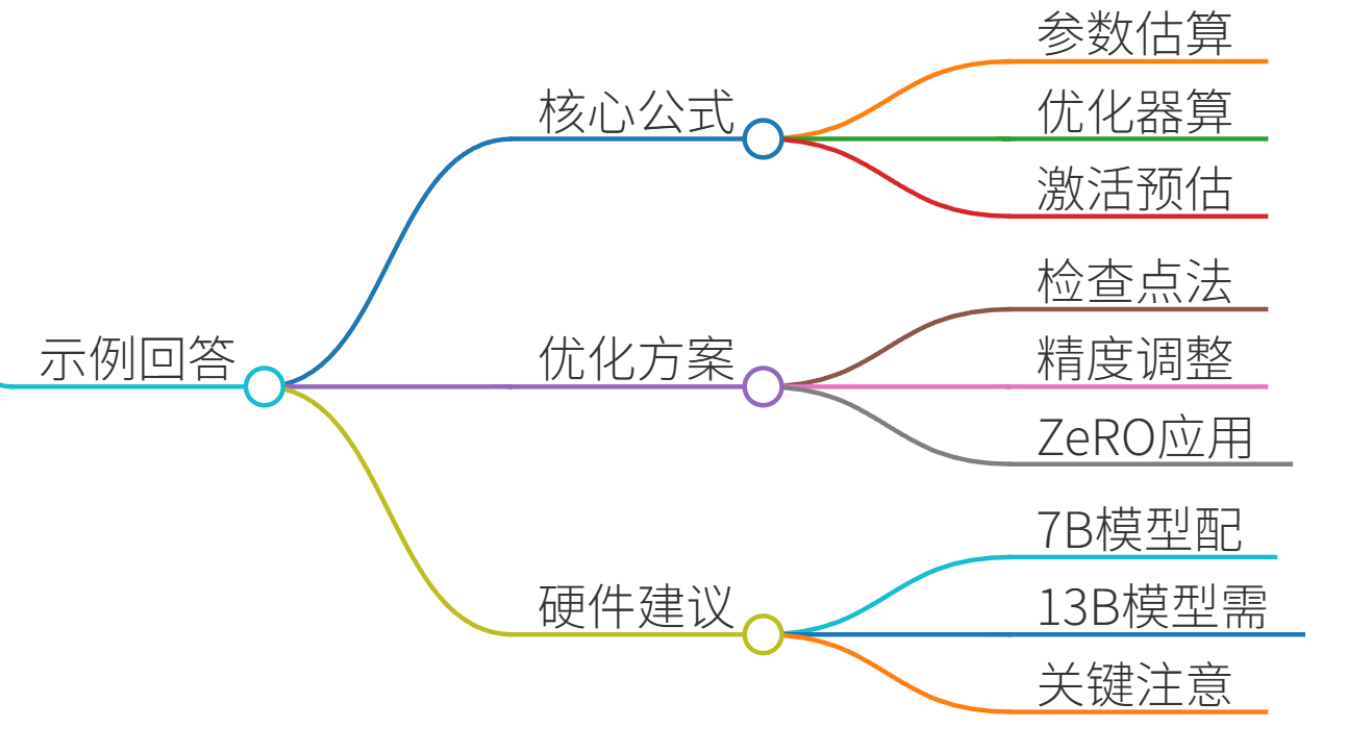 示例回答
核心公式
参数估算
优化器算
激活预估
优化方案
检查点法
精度调整
ZeRO应用
硬件建议
7B模型配
13B模型需
关键注意